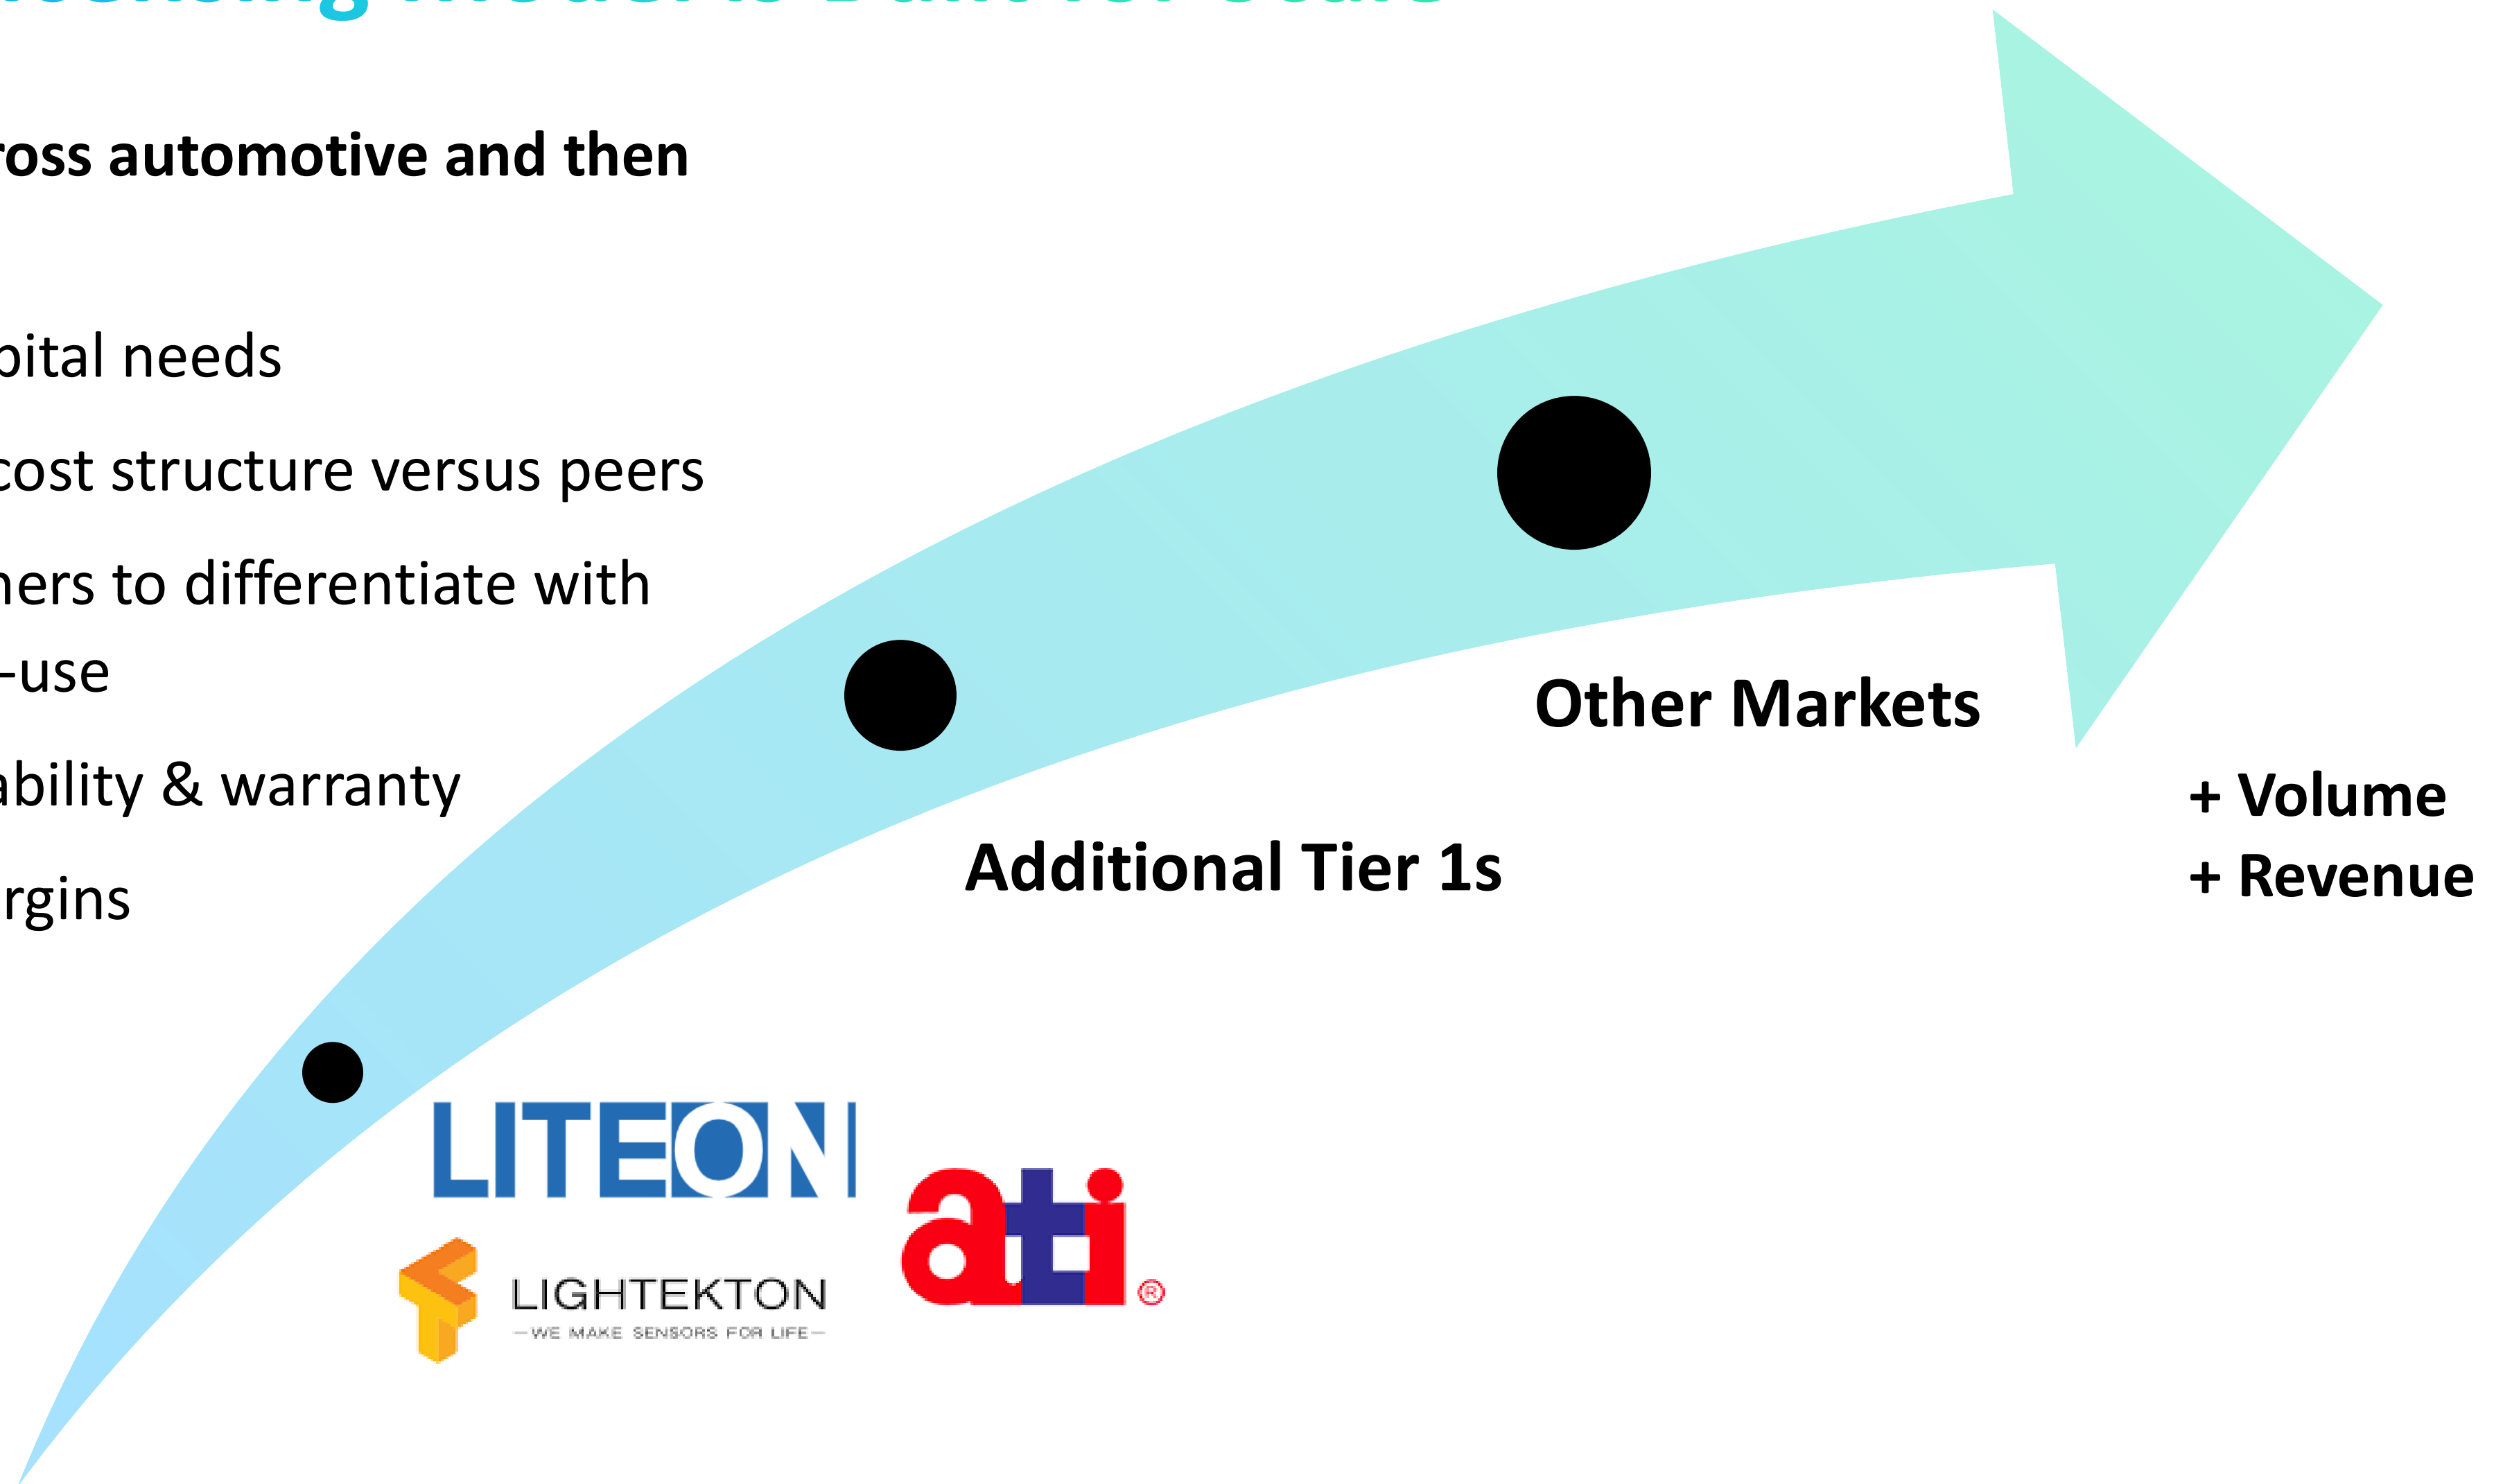 ross automotive and then
pital needs
cost structure versus peers
ners to differentiate with
-use
ability & warranty
rgins
Other Markets
+ Volume
+ Revenue
Additional Tier 1s
LITEON
ati ®
LIGHTEKTON
—WE MAKE SENSORS FOR LIFE—